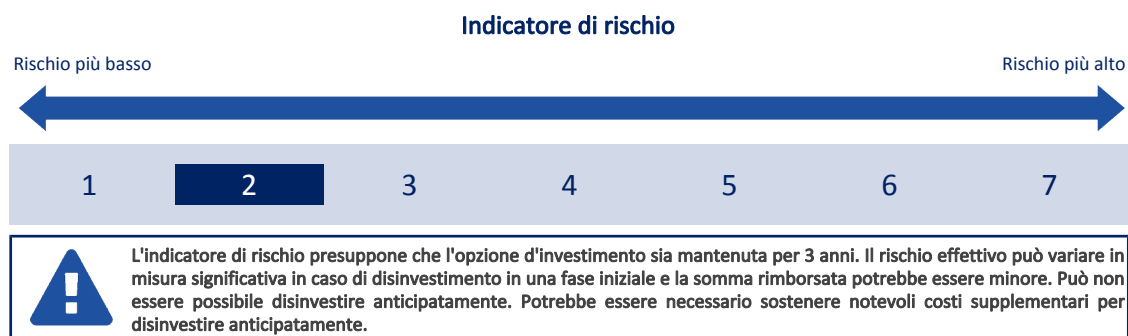 Indicatore di rischio
Rischio più basso
Rischio più alto
1 2 3 4 5 6 7
L'indicatore di rischio presuppone che l'opzione d'investimento sia mantenuta per 3 anni. Il rischio effettivo può variare in
misura significativa in caso di disinvestimento in una fase iniziale e la somma rimborsata potrebbe essere minore. Può non
essere possibile disinvestire anticipatamente. Potrebbe essere necessario sostenere notevoli costi supplementari per
disinvestire anticipatamente.